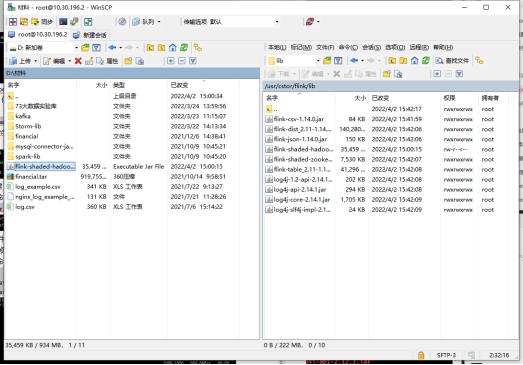 材料 - root@10.30.196.2 - WinSCP
同步
队列
传输选项 默认
root@10.30.196.2
新建会话
D: 新加卷
上传
编辑
属性
新建
D:\材料
名字 大小 类型 已改变
.. 上级目录 2022/4/2 15:00:34
73大数据实验库 文件夹 2022/3/24 13:59:56
kafka 文件夹 2022/3/23 11:15:07
Storm-lib 文件夹 2022/3/22 14:13:34
financial 文件夹 2021/12/6 14:38:41
mysql-connector-ja... 文件夹 2021/10/9 10:45:21
spark-lib 文件夹 2021/10/9 10:45:20
flink-shaded-hadoo... 35,459 ... Executable Jar File 2022/4/2 15:00:15
financial.tar 919,755... 360压缩 2021/10/14 9:58:51
log_example.csv 341 KB XLS 工作表 2021/7/22 9:13:27
nginx_log_example_... 131 KB 文件 2021/7/21 11:28:26
log.csv 360 KB XLS 工作表 2021/7/6 15:14:22
35,459 KB / 934 MB, 1 / 11
本地(L) 标记(M) 文件(F) 命令(C) 会话(S) 选项(O) 远程(R) 帮助(H)
lib
查找文件
下载
编辑
属性
/usr/cstor/flink/lib
名字 大小 已改变 权限 拥有者
.. 2022/4/2 15:42:17 rwxrwxrwx root
flink-csv-1.14.0.jar 84 KB 2022/4/2 15:41:59 rwxrwxrwx root
flink-dist_2.11-1.14.... 140,280... 2022/4/2 15:42:06 rwxrwxrwx root
flink-json-1.14.0.jar 150 KB 2022/4/2 15:42:06 rwxrwxrwx root
flink-shaded-hadoo... 35,459 ... 2022/4/2 15:00:15 rw-r--r-- root
flink-shaded-zooke... 7,530 KB 2022/4/2 15:42:07 rwxrwxrwx root
flink-table_2.11-1.1... 41,296 ... 2022/4/2 15:42:08 rwxrwxrwx root
log4j-1.2-api-2.14.1... 202 KB 2022/4/2 15:42:08 rwxrwxrwx root
log4j-api-2.14.1.jar 294 KB 2022/4/2 15:42:08 rwxrwxrwx root
log4j-core-2.14.1.jar 1,705 KB 2022/4/2 15:42:09 rwxrwxrwx root
log4j-slf4j-impl-2.1... 24 KB 2022/4/2 15:42:09 rwxrwxrwx root
0 B / 222 MB, 0 / 10
SFTP-3 2:32:16